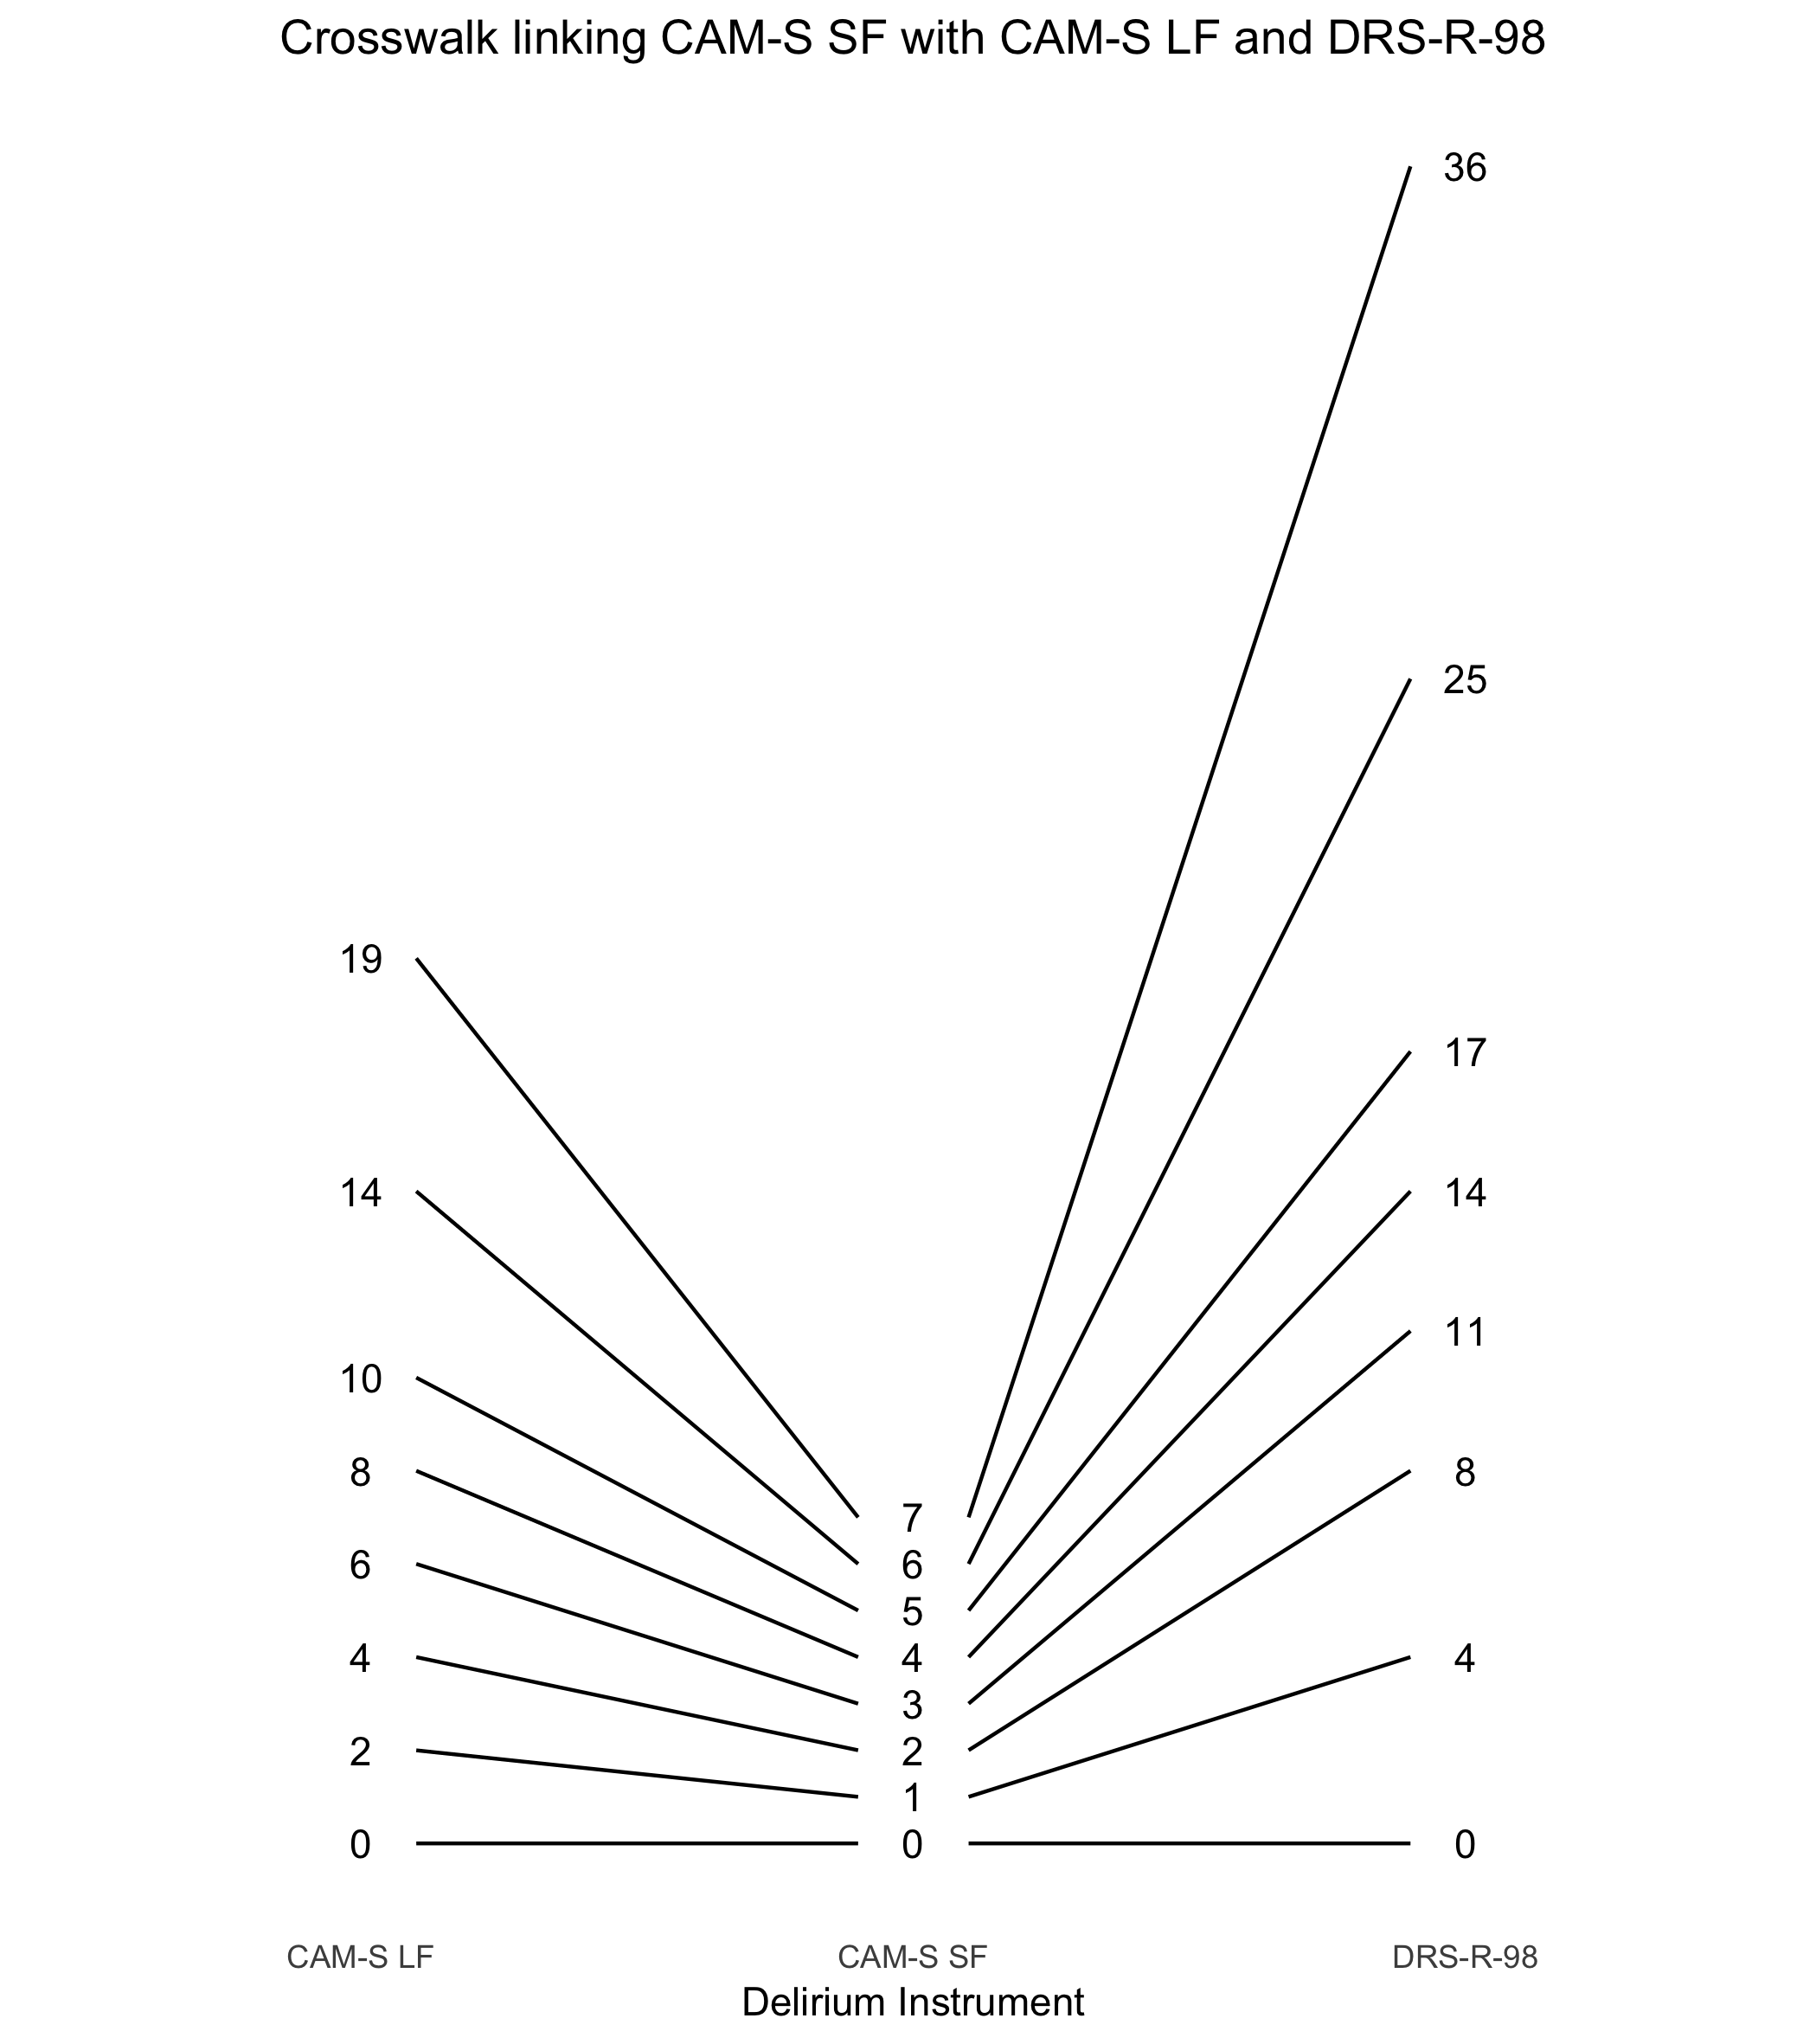 Crosswalk linking CAM-S SF with CAM-S LF and DRS-R-98
36
25
19
17
14 14
11
10
8 8
7
6 6
5
4 4 4
3
2 2
1
0 0 0
CAM-S LF CAM-S SF DRS-R-98
Delirium Instrument